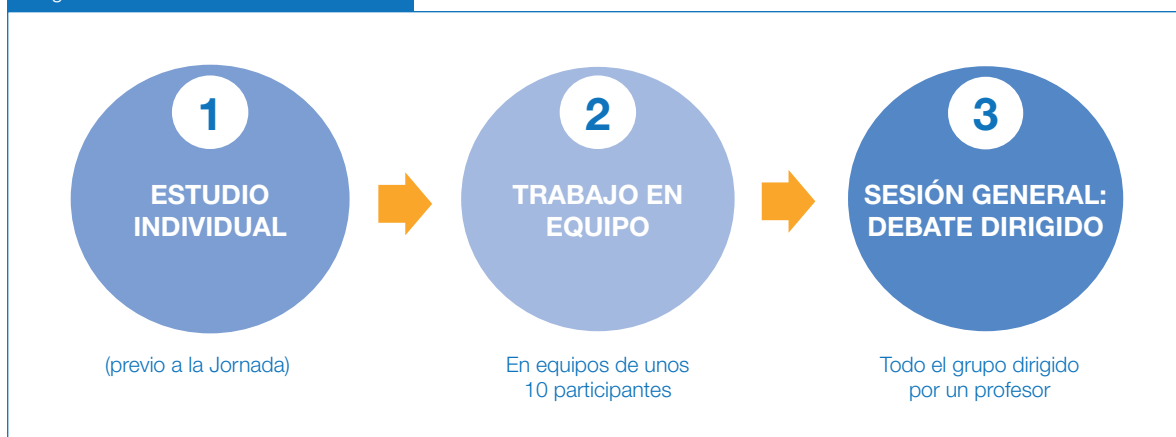 1
ESTUDIO
INDIVIDUAL
(previo a la Jornada)
2
TRABAJO EN
EQUIPO
En equipos de unos
10 participantes
3
SESIÓN GENERAL:
DEBATE DIRIGIDO
Todo el grupo dirigido
por un profesor